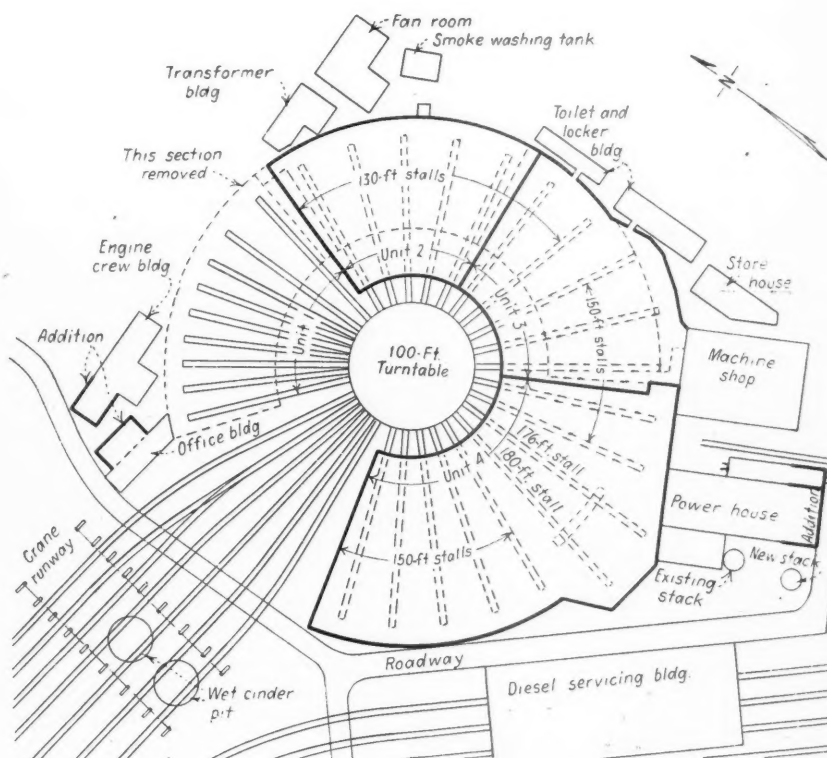 Fan room
Smoke washing tank
Transformer
bldg
N
Toilet and
locker
bldg
This section
removed
130-ft stalls
Engine
crew bldg
Unit 2
Unit 3
Store
house
Addition
Unit
150-ft stalls
100-Ft.
Turntable
Machine
shop
Office bldg
176-ft stall
180-ft stall
Unit 4
Power house
Addition
Crane
runway
150-ft stalls
Existing
stack
New stack
Roadway
Wet cinder
pit
Diesel servicing bldg.